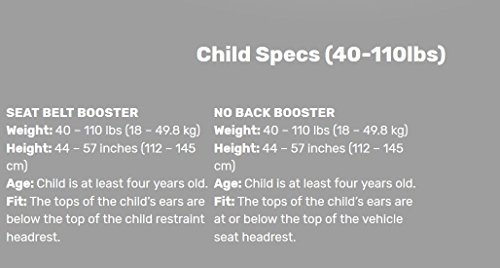 Child Specs (40-110lbs)
SEAT BELT BOOSTER
Weight: 40 – 110 lbs (18 – 49.8 kg)
Height: 44 – 57 inches (112 – 145
cm)
Age: Child is at least four years old.
Fit: The tops of the child's ears are
below the top of the child restraint
headrest.
NO BACK BOOSTER
Weight: 40 – 110 lbs (18 – 49.8 kg)
Height: 44 – 57 inches (112 – 145
cm)
Age: Child is at least four years old.
Fit: The tops of the child's ears are
at or below the top of the vehicle
seat headrest.